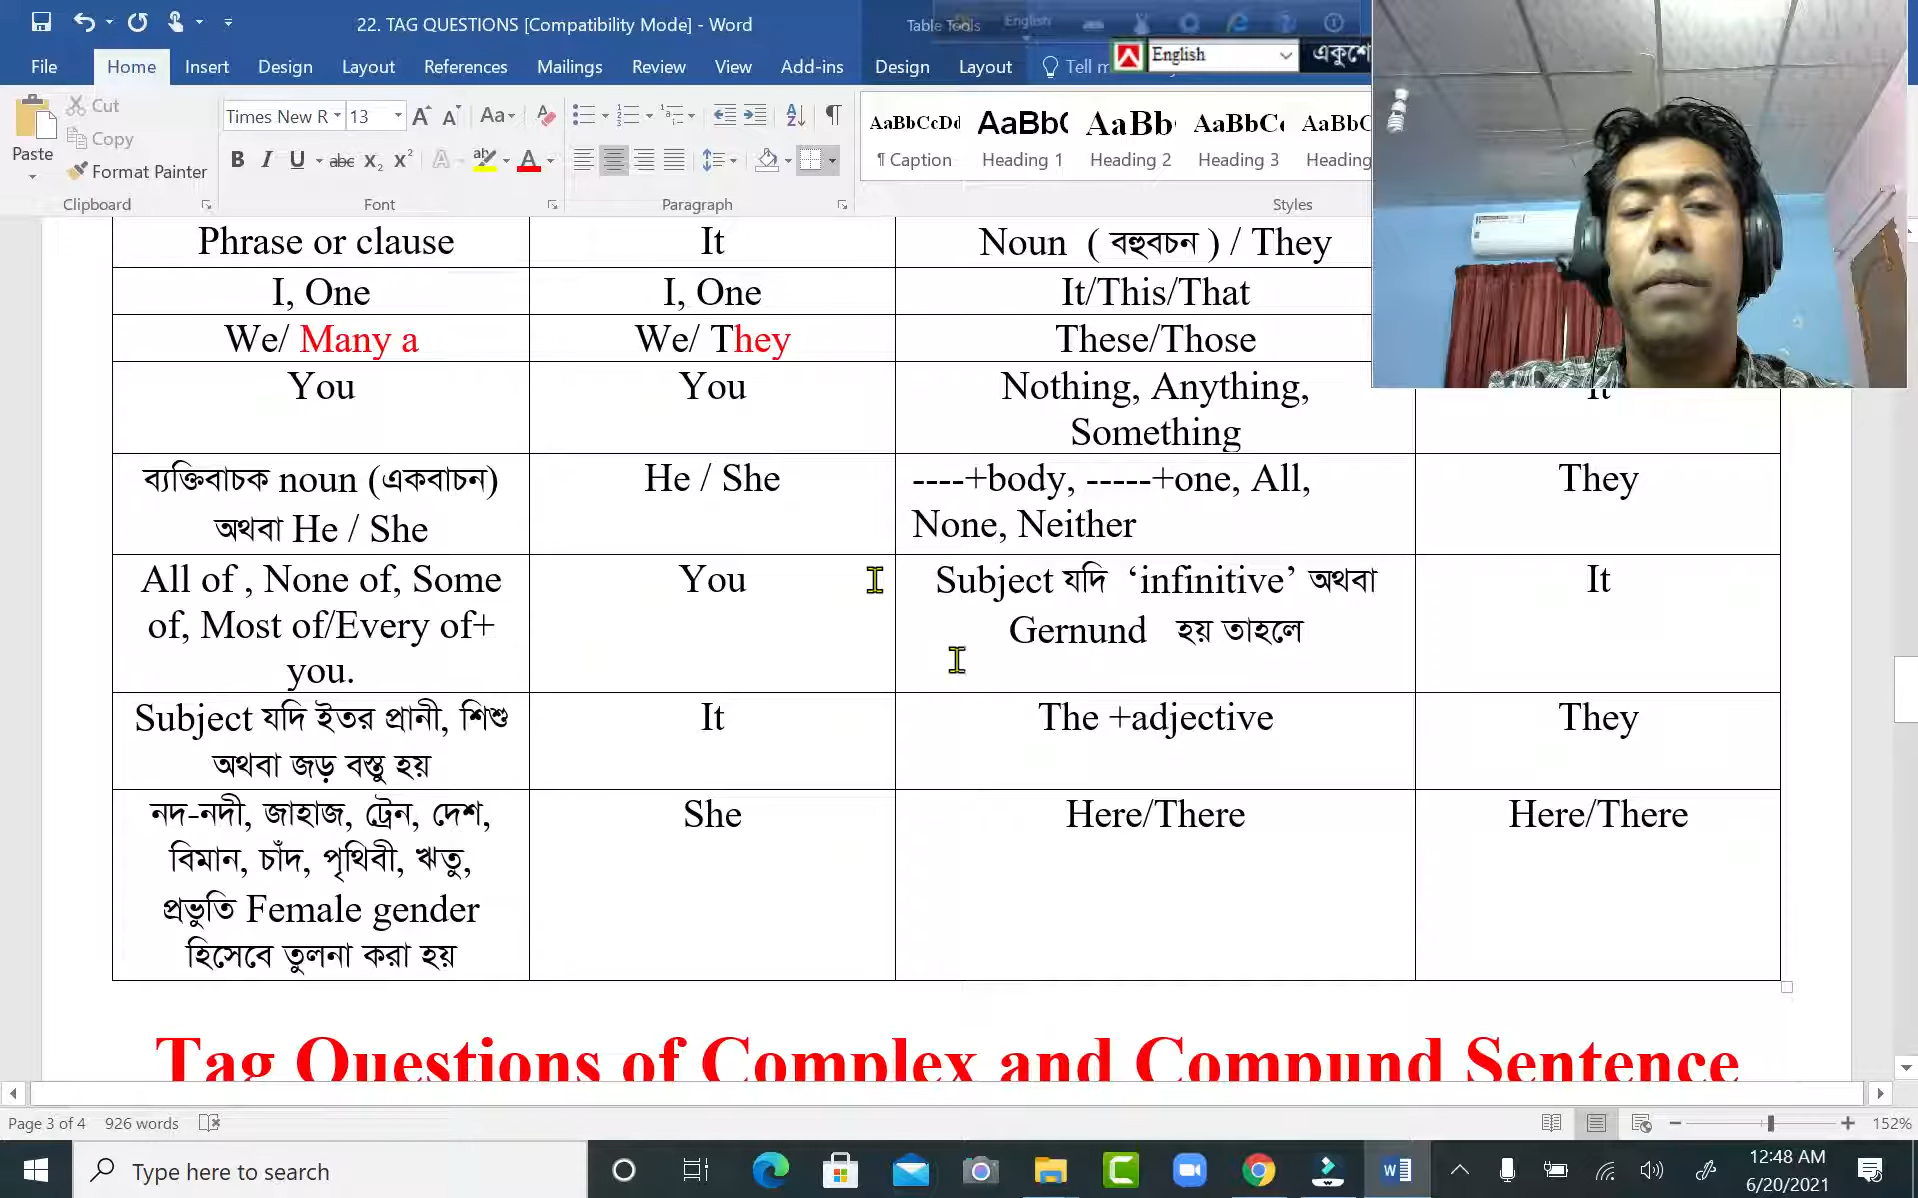 22. TAG QUESTIONS [Compatibility Mode] - Word
Table Tools
English
English
একুশে
File
Home
Insert
Design
Layout
References
Mailings
Review
View
Add-ins
Design
Layout
Paste
Cut
Copy
Format Painter
Times New R
13
AaBbCcDd
AaBb
AaBb
AaBbC
AaBbC
¶ Caption
Heading 1
Heading 2
Heading 3
Heading
Clipboard
Font
Paragraph
Styles
Phrase or clause
It
Noun ( বহুবচন ) / They
I, One
I, One
It/This/That
We/ Many a
We/ They
These/Those
You
You
Nothing, Anything,
Something
It
ব্যক্তিবাচক noun (একবাচন)
অথবা He / She
He / She
----+body, -----+one, All,
None, Neither
They
All of , None of, Some
of, Most of/Every of+
you.
You
Subject যদি ‘infinitive’ অথবা
Gernund হয় তাহলে
It
Subject যদি ইতর প্রানী, শিশু
অথবা জড় বস্তু হয়
It
The +adjective
They
নদ-নদী, জাহাজ, ট্রেন, দেশ,
বিমান, চাঁদ, পৃথিবী, ঋতু,
প্রভুতি Female gender
হিসেবে তুলনা করা হয়
She
Here/There
Here/There
Tag Questions of Complex and Compund Sentence
Page 3 of 4
926 words
152%
Type here to search
12:48 AM
6/20/2021